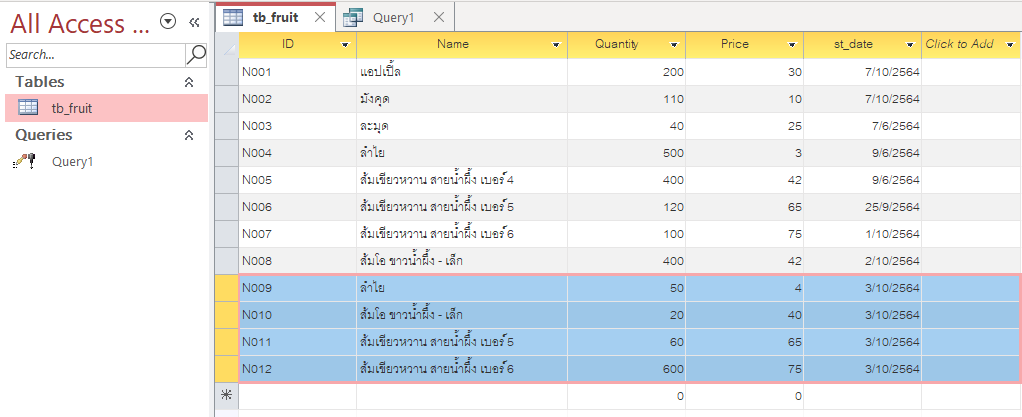 All Access ...
Search...
Tables
tb_fruit
Queries
Query1
tb_fruit Query1
ID Name Quantity Price st_date Click to Add
N001 แอปเปิ้ล 200 30 7/10/2564
N002 มังคุด 110 10 7/10/2564
N003 ละมุด 40 25 7/6/2564
N004 ลำไย 500 3 9/6/2564
N005 ส้มเขียวหวาน สายน้ำผึ้ง เบอร์ 4 400 42 9/6/2564
N006 ส้มเขียวหวาน สายน้ำผึ้ง เบอร์ 5 120 65 25/9/2564
N007 ส้มเขียวหวาน สายน้ำผึ้ง เบอร์ 6 100 75 1/10/2564
N008 ส้มโอ ขาวน้ำผึ้ง - เล็ก 400 42 2/10/2564
N009 ลำไย 50 4 3/10/2564
N010 ส้มโอ ขาวน้ำผึ้ง - เล็ก 20 40 3/10/2564
N011 ส้มเขียวหวาน สายน้ำผึ้ง เบอร์ 5 60 65 3/10/2564
N012 ส้มเขียวหวาน สายน้ำผึ้ง เบอร์ 6 600 75 3/10/2564
0 0